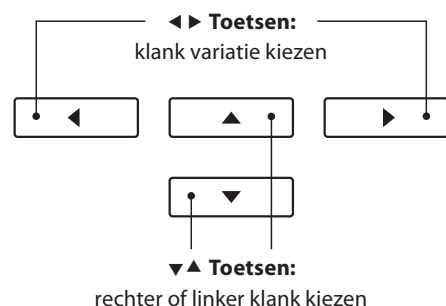 ◀ ▶ Toetsen:
klank variatie kiezen
◀ ▲ ▶
▼
▼▲ Toetsen:
rechter of linker klank kiezen